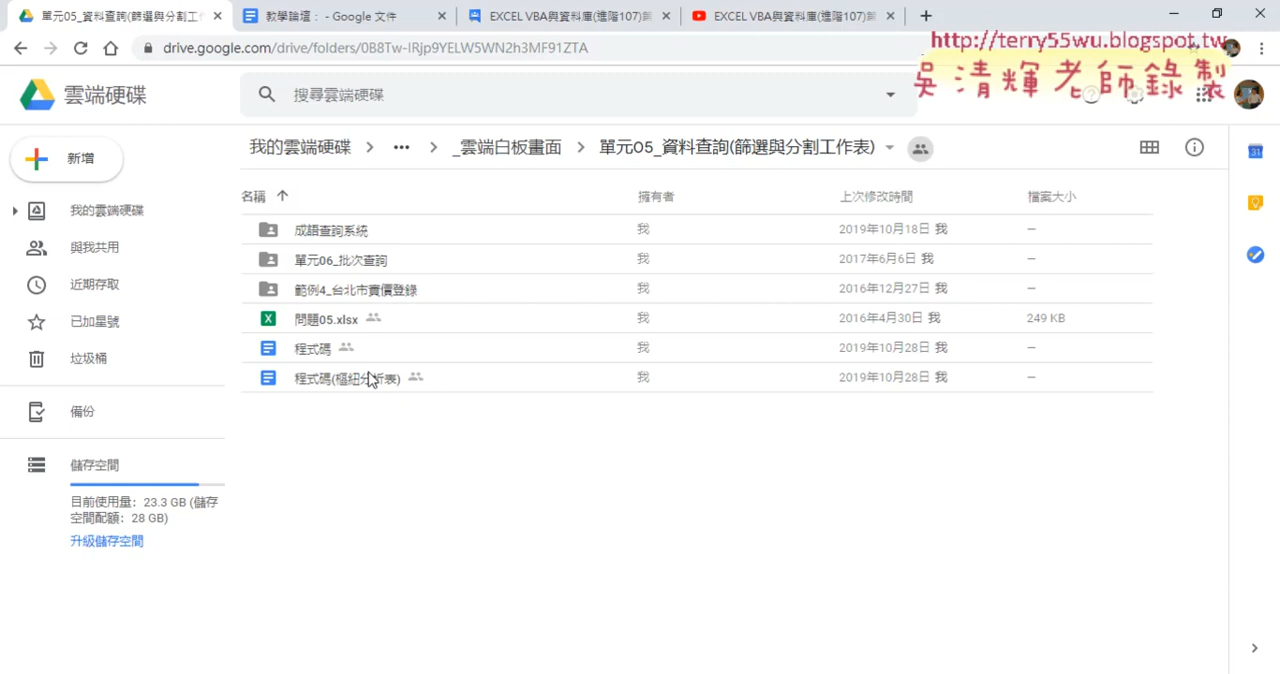 單元05_資料查詢(篩選與分割工作
教學論壇： - Google 文件
EXCEL VBA與資料庫(進階107)
EXCEL VBA與資料庫(進階107)
drive.google.com/drive/folders/0B8Tw-IRjp9YELW5WN2h3MF91ZTA
http://terry55wu.blogspot.tw
吳清輝老師錄製
雲端硬碟
搜尋雲端硬碟
新增
我的雲端硬碟
與我共用
近期存取
已加星號
垃圾桶
備份
儲存空間
目前使用量：23.3 GB (儲存
空間配額：28 GB)
升級儲存空間
我的雲端硬碟 > ••• > _雲端白板畫面 > 單元05_資料查詢(篩選與分割工作表)
名稱 ↑ 擁有者 上次修改時間 檔案大小
成語查詢系統 我 2019年10月18日 我 —
單元06_批次查詢 我 2017年6月6日 我 —
範例4_台北市實價登錄 我 2016年12月27日 我 —
問題05.xlsx 我 2016年4月30日 我 249 KB
程式碼 我 2019年10月28日 我 —
程式碼(樞紐分析表) 我 2019年10月28日 我 —
31